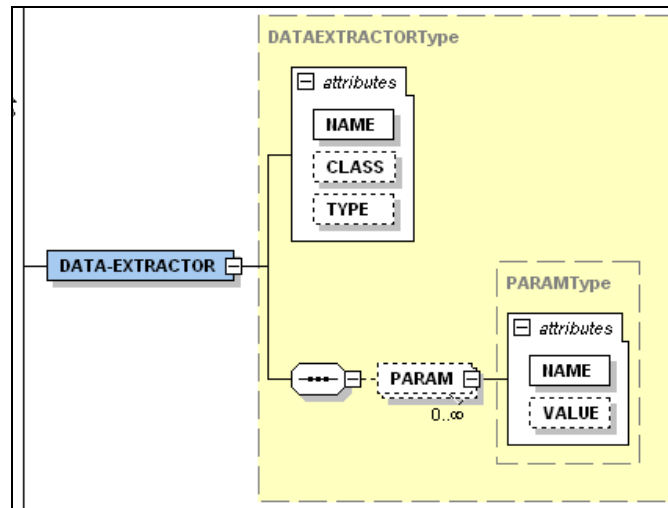 DATAEXTRACTORType
attributes
NAME
CLASS
TYPE
DATA-EXTRACTOR
PARAMType
attributes
PARAM
NAME
0..∞
VALUE